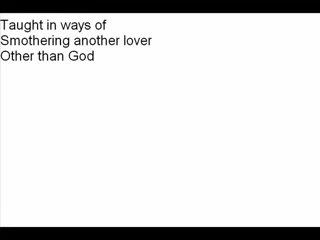 Taught in ways of
Smothering another lover
Other than God